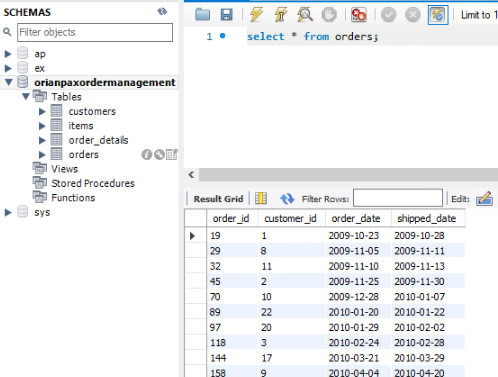 SCHEMAS
Filter objects
ap
ex
orianpaxordermanagement
Tables
customers
items
order_details
orders
Views
Stored Procedures
Functions
sys
Limit to 1
1 select * from orders;
Result Grid Filter Rows: Edit:
order_id customer_id order_date shipped_date
19 1 2009-10-23 2009-10-28
29 8 2009-11-05 2009-11-11
32 11 2009-11-10 2009-11-13
45 2 2009-11-25 2009-11-30
70 10 2009-12-28 2010-01-07
89 22 2010-01-20 2010-01-22
97 20 2010-01-29 2010-02-02
118 3 2010-02-24 2010-02-28
144 17 2010-03-21 2010-03-29
158 9 2010-04-04 2010-04-20